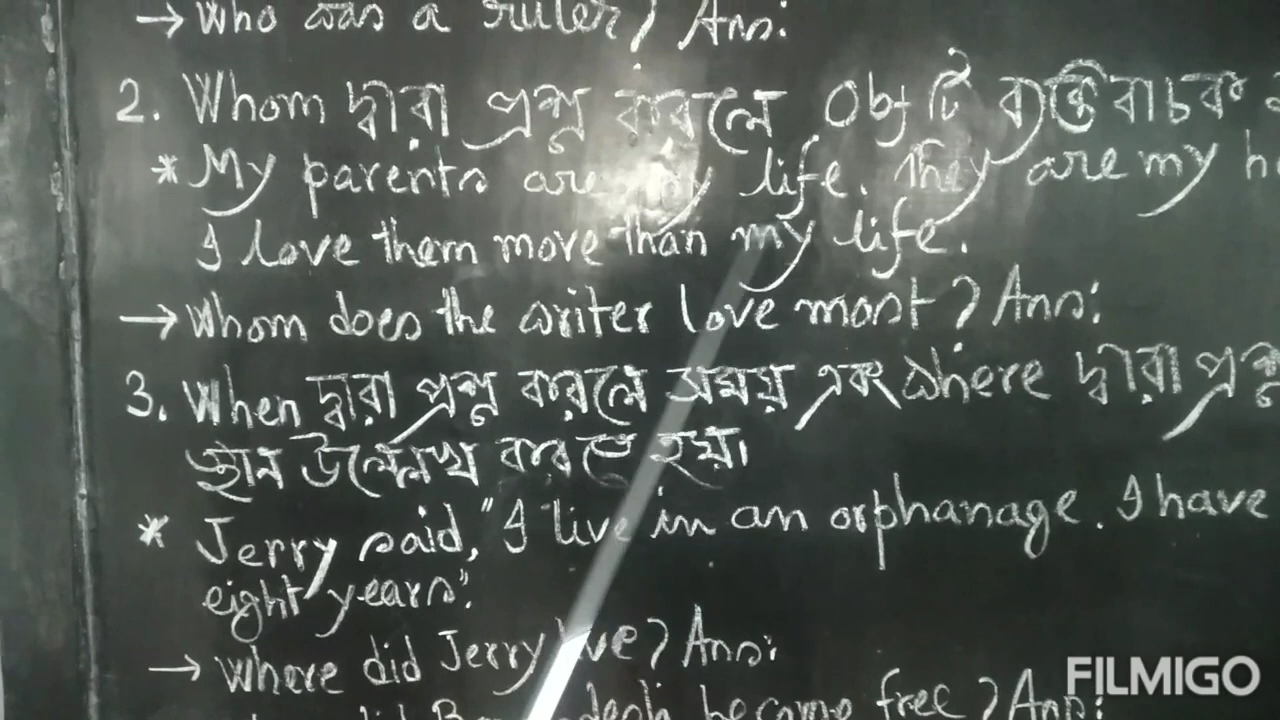 → Who was a ruler? Ans:
2. Whom দ্বারা প্রশ্ন করলে Obj টি ব্যক্তিবাচক
* My parents are my life. They are my
I love them more than my life.
→ Whom does the writer love most? Ans:
3. When দ্বারা প্রশ্ন করলে সময় এবং where দ্বারা প্রশ্ন
স্থান উল্লেখ করতে হয়।
* Jerry said, "I live in an orphanage. I have
eight years".
→ Where did Jerry live? Ans:
become free? Ans:
FILMIGO